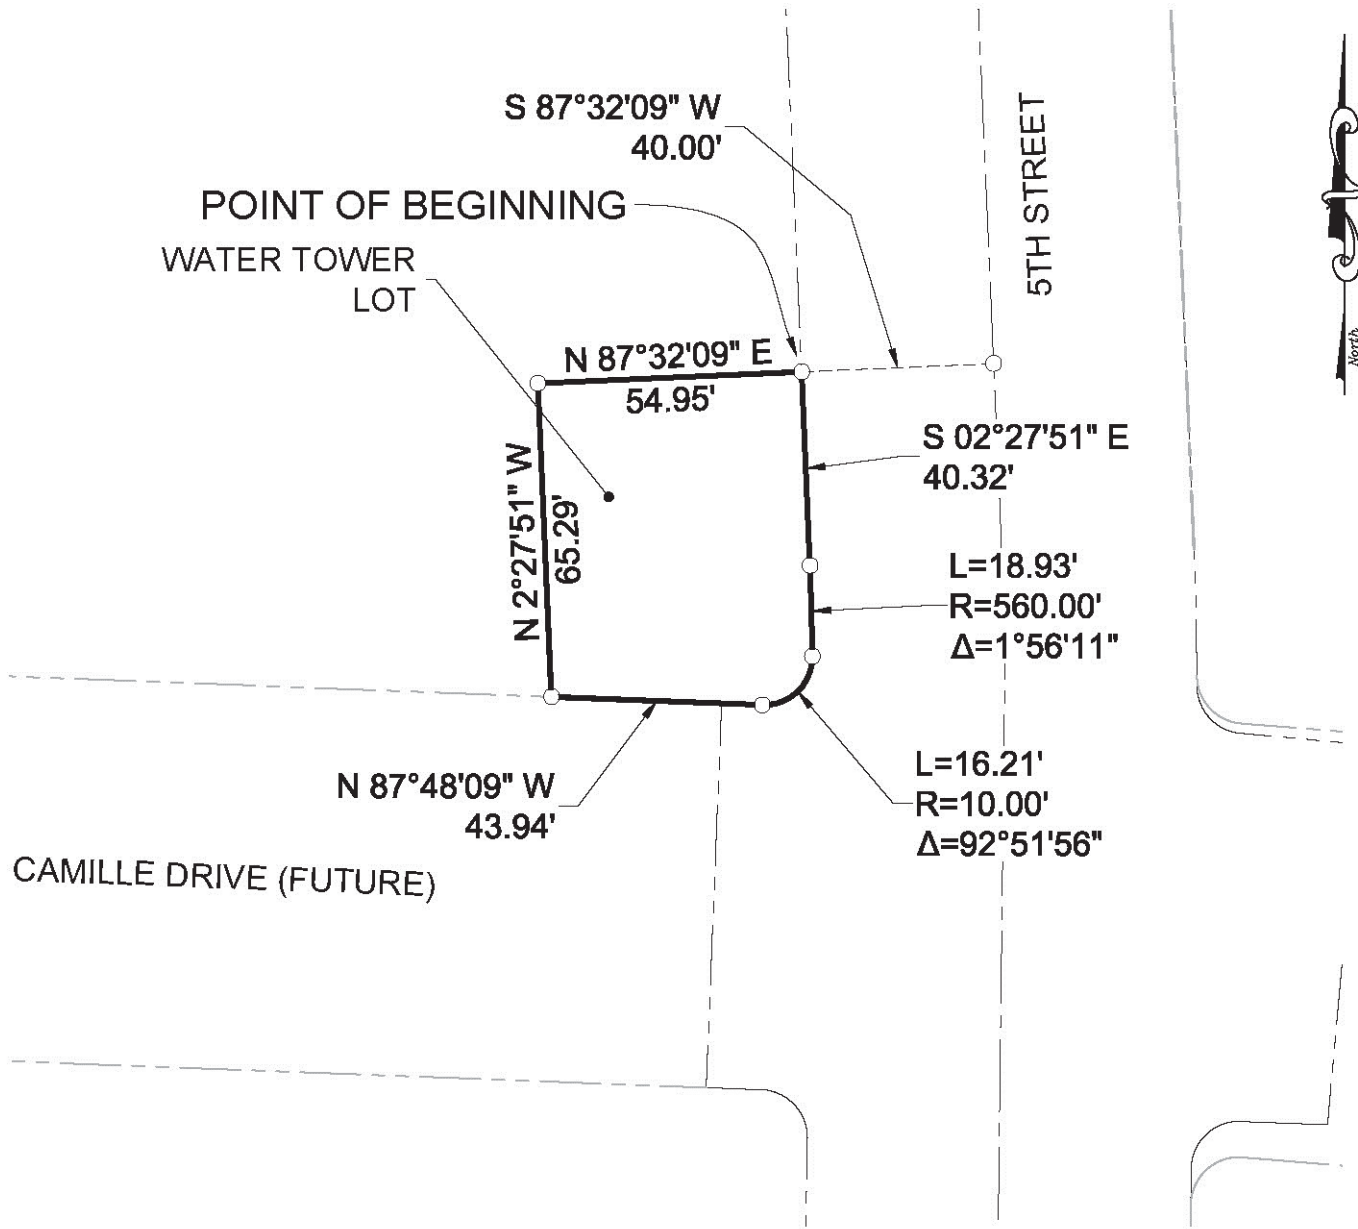 S 87°32'09" W
40.00'
5TH STREET
POINT OF BEGINNING
WATER TOWER
LOT
North
N 87°32'09" E
54.95'
S 02°27'51" E
40.32'
N 2°27'51" W
65.29'
L=18.93'
R=560.00'
Δ=1°56'11"
N 87°48'09" W
43.94'
L=16.21'
R=10.00'
Δ=92°51'56"
CAMILLE DRIVE (FUTURE)